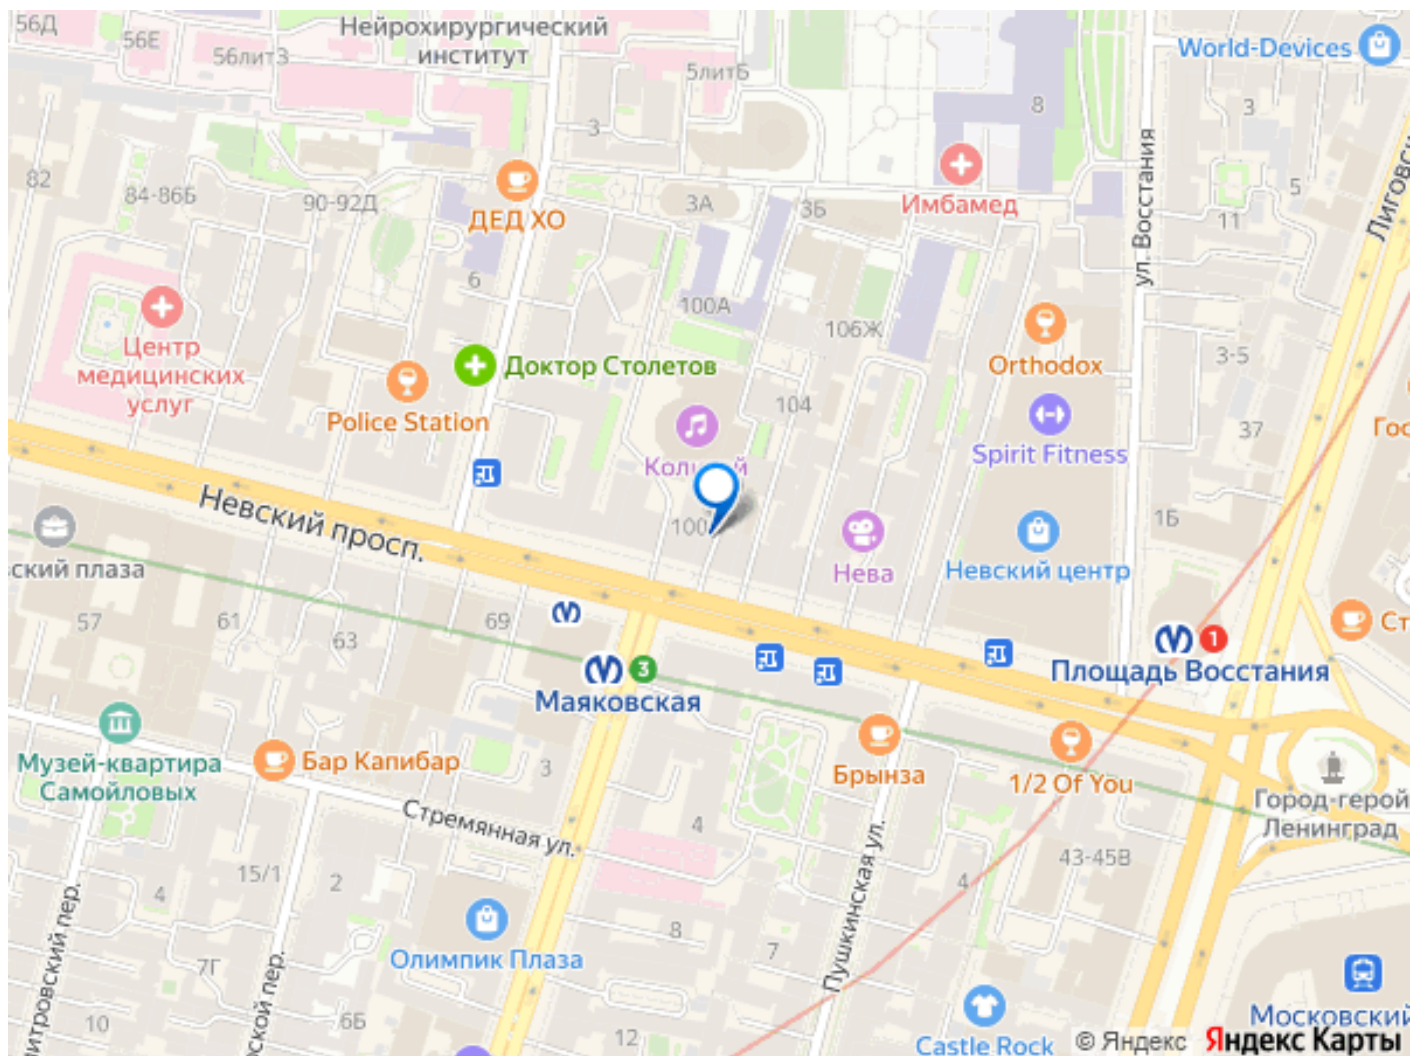 56Д
56Е
56литЗ
Нейрохирургический
институт
5литБ
World-Devices
8
3
3
82
84-86Б
90-92Д
ДЕД ХО
3А
3Б
Имбамед
ул. Восстания
5
11
6
100А
106Ж
Orthodox
3-5
Центр
медицинских
услуг
Доктор Столетов
Police Station
104
Spirit Fitness
37
Невский просп.
100
1Б
Нева
Невский центр
57
61
63
69
3
Маяковская
1
Площадь Восстания
Музей-квартира
Самойловых
Бар Капибар
3
Брынза
1/2 Of You
Город-герой
Ленинград
Стремянная ул.
4
Пушкинская ул.
43-45В
15/1
2
4
4
8
7
7Г
Олимпик Плаза
10
6Б
12
Castle Rock
Московский
© Яндекс
Яндекс Карты